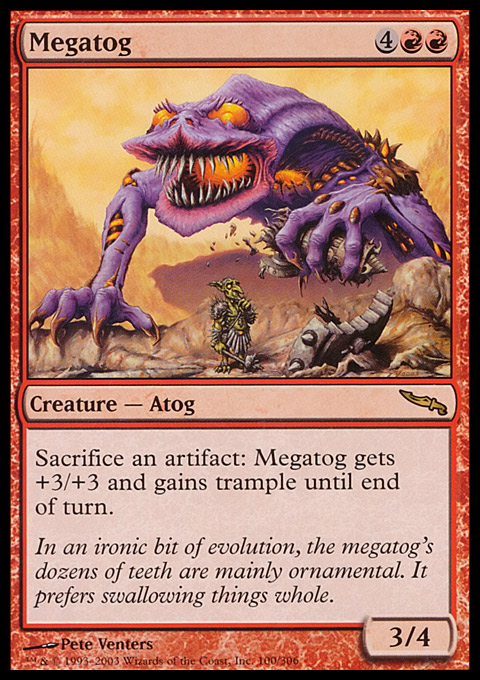 Megatog 4
Creature — Atog
Sacrifice an artifact: Megatog gets
+3/+3 and gains trample until end
of turn.
In an ironic bit of evolution, the megatog's
dozens of teeth are mainly ornamental. It
prefers swallowing things whole.
Pete Venters
3/4
™ & © 1993–2003 Wizards of the Coast, Inc. 100/306